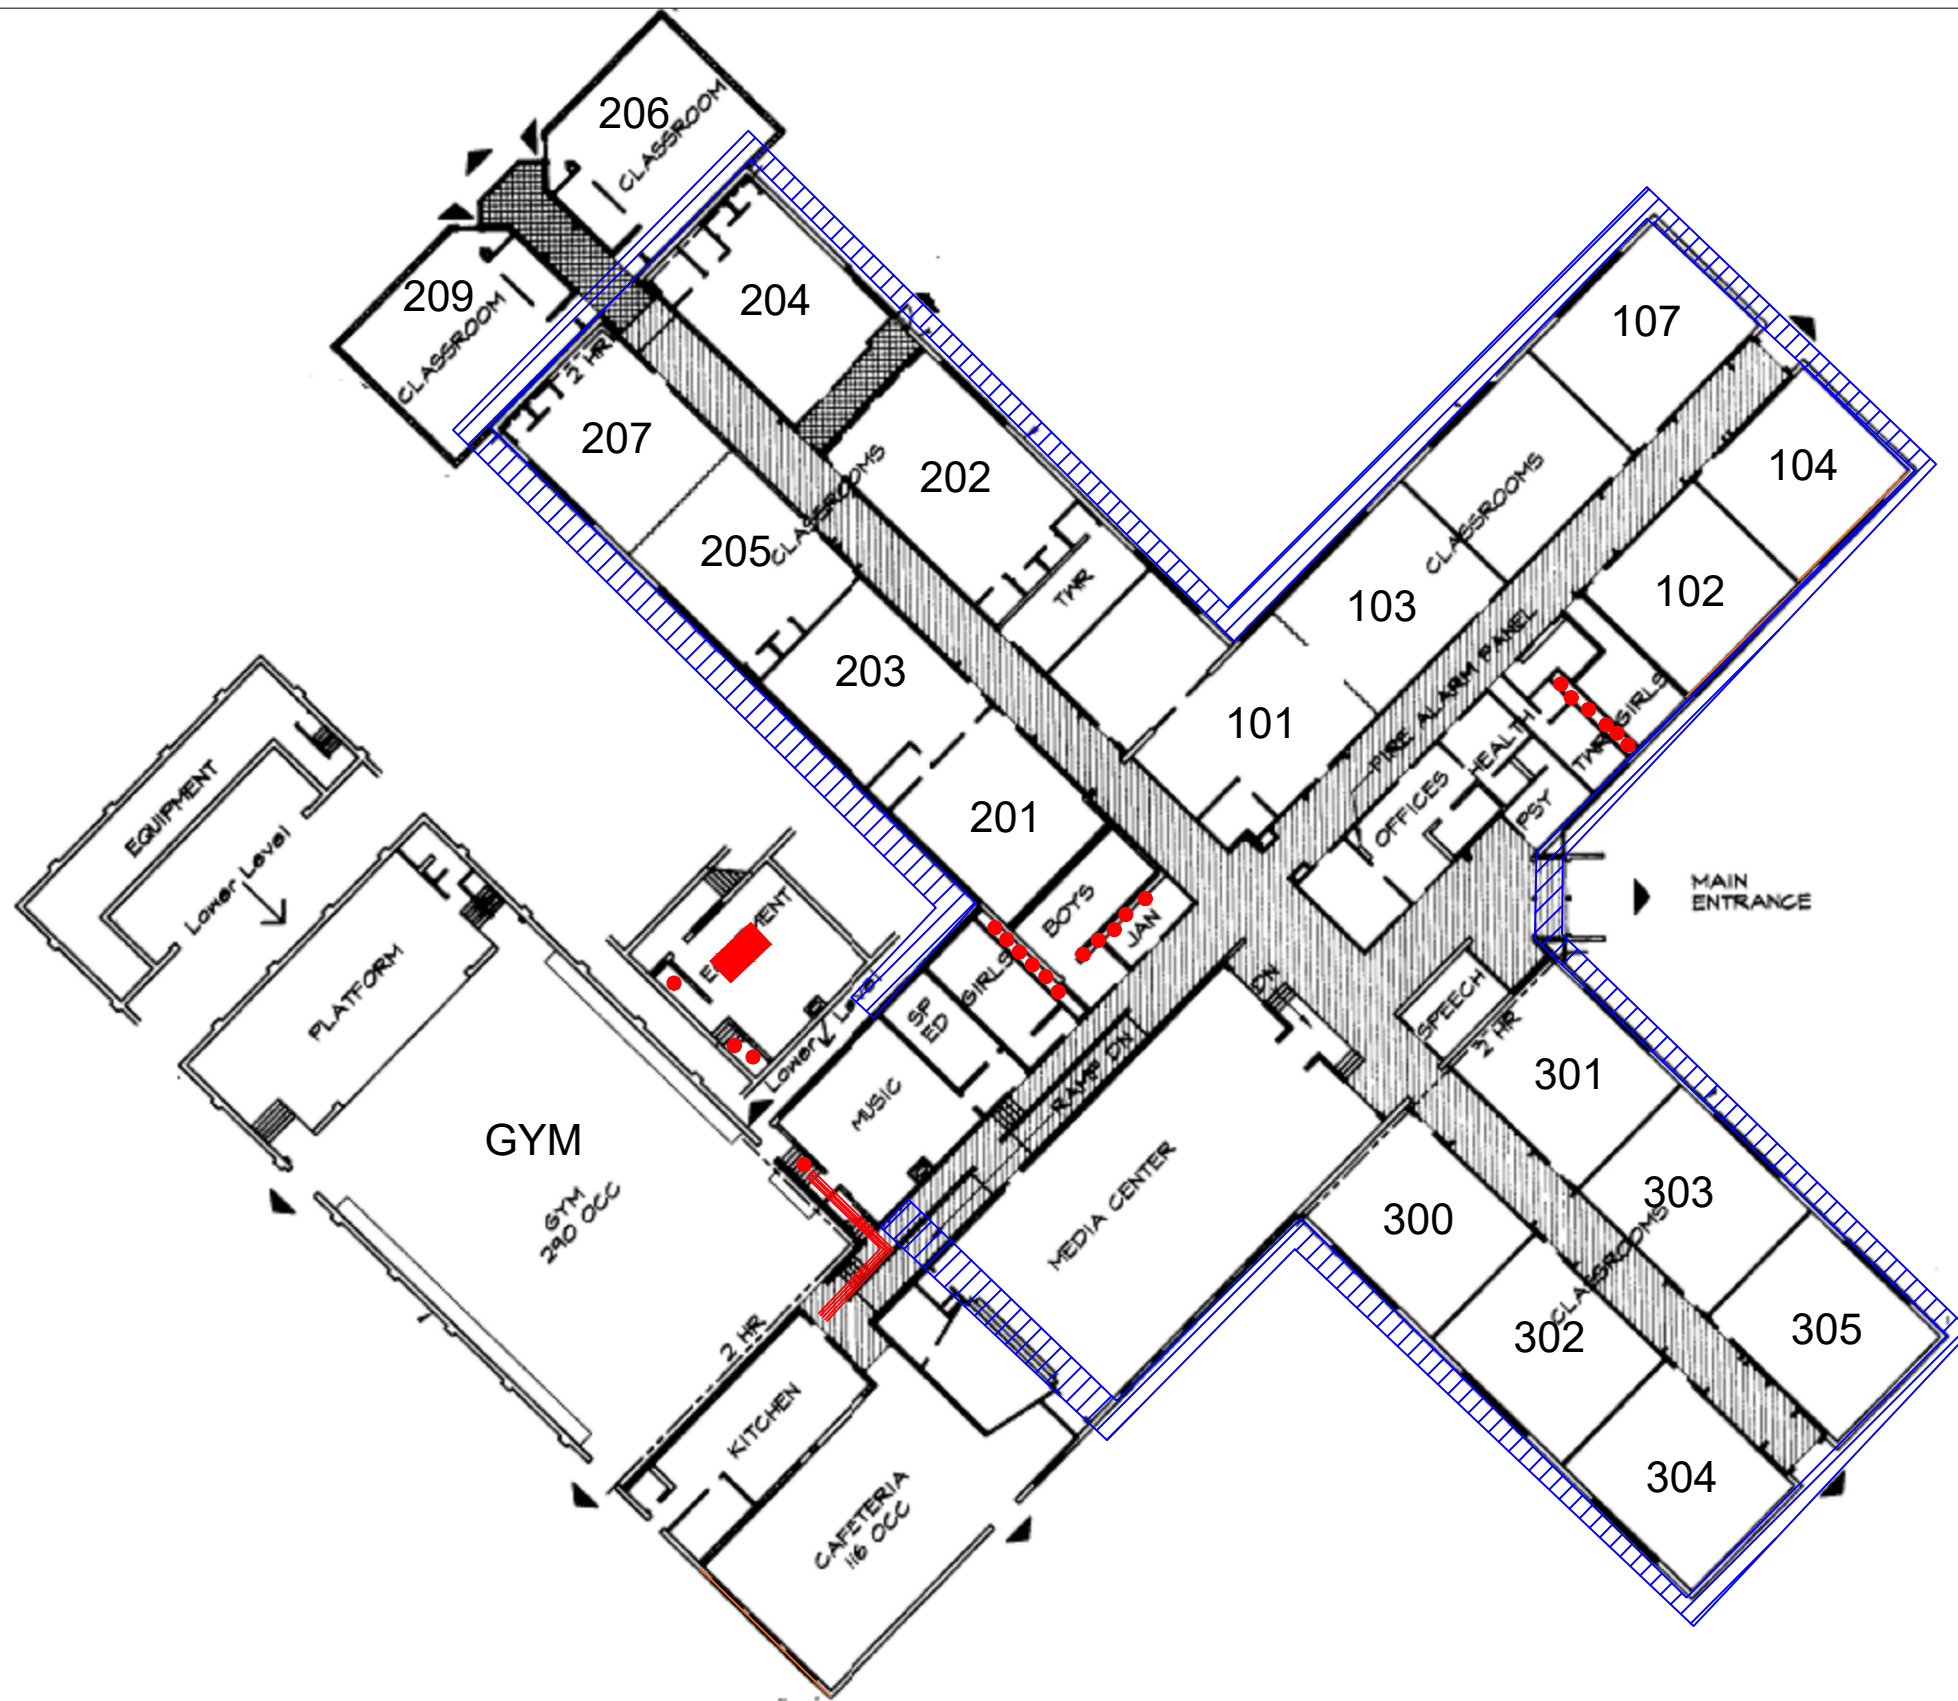 206
CLASSROOM
209
CLASSROOM
204
2 HR
207
107
104
202
CLASSROOMS
205
CLASSROOMS
102
103
TWR
203
101
FIRE ALARM PANEL
GIRLS
TWR
HEALTH
OFFICES
PSY
201
EQUIPMENT
Lower Level
MAIN
ENTRANCE
BOYS
JAN
GIRLS
SP
ED
Lower Level
PLATFORM
DN
SPEECH
2 HR
301
RAMP DN
MUSIC
GYM
GYM
290 OCC
MEDIA CENTER
300
303
CLASSROOMS
302
305
2 HR
KITCHEN
304
CAFETERIA
116 OCC